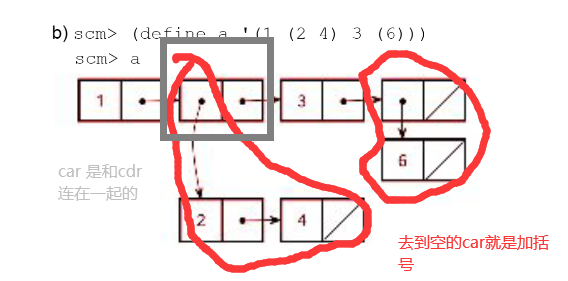 b) scm> (define a '(1 (2 4) 3 (6)))
scm> a
1
3
6
car 是和cdr
连在一起的
2
4
去到空的car就是加括
号